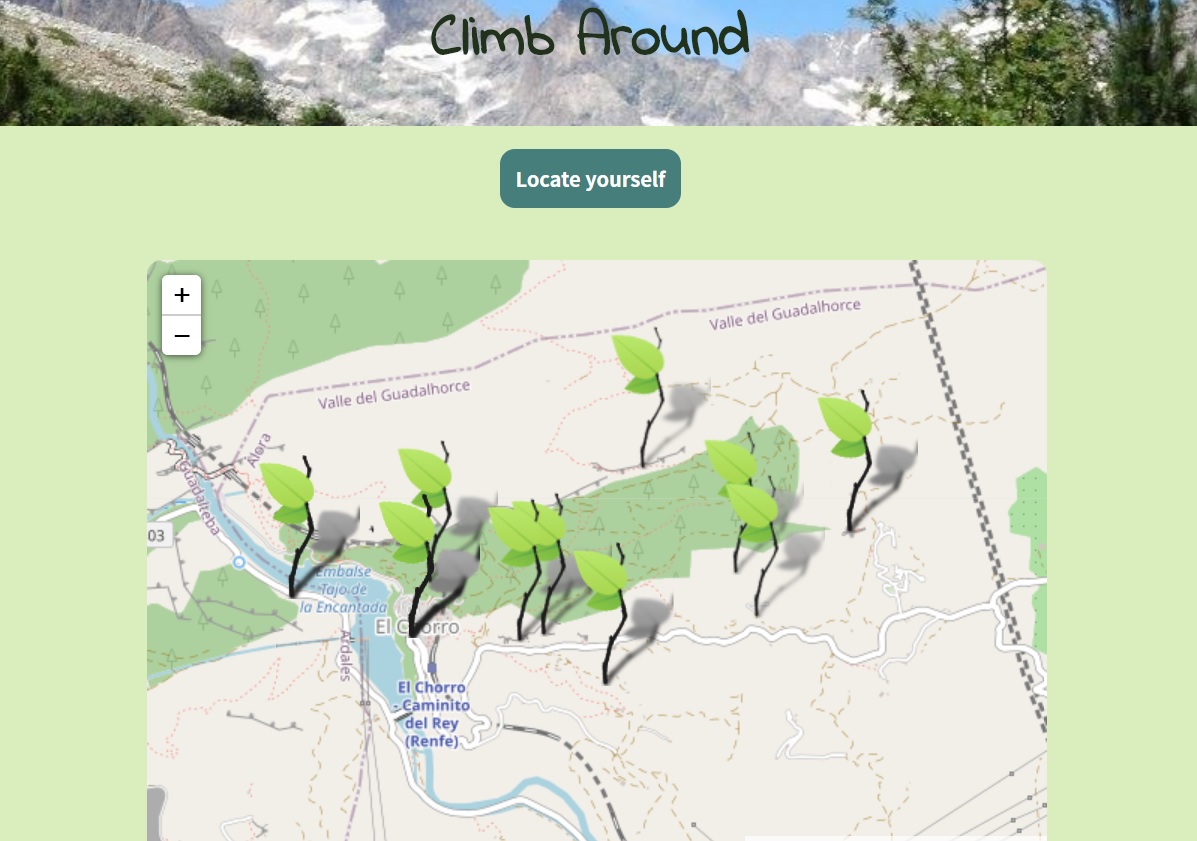 Climb Around
Locate yourself
+
−
Valle del Guadalhorce
Valle del Guadalhorce
Álora
Guadalteba
03
Embalse
Tajo de
la Encantada
El Chorro
Ardales
El Chorro
- Caminito
del Rey
(Renfe)